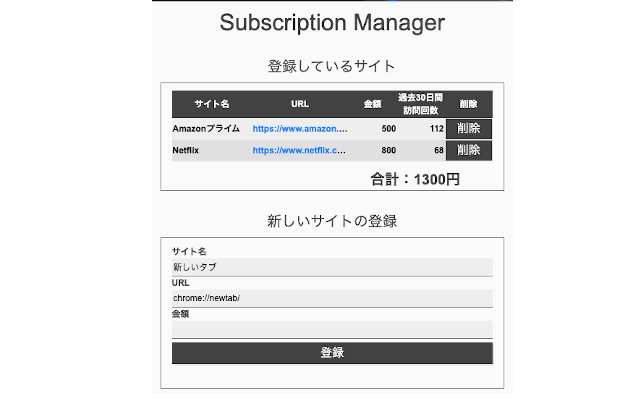 Subscription Manager
登録しているサイト
サイト名 URL 金額 過去30日間 訪問回数 削除
Amazonプライム https://www.amazon.... 500 112 削除
Netflix https://www.netflix.c... 800 68 削除
合計：1300円
新しいサイトの登録
サイト名
新しいタブ
URL
chrome://newtab/
金額
登録